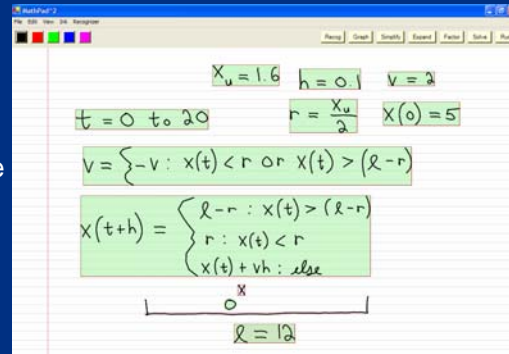 MathPad^2
File Edit View Ink Recognizer
Recog Graph Simplify Expand Factor Solve
X_u = 1.6 h = 0.1 v = 2
t = 0 to 20 r = X_u/2 X(0) = 5
v = { -v : x(t) < r or x(t) > (l-r)
x(t+h) = { l-r : x(t) > (l-r)
r : x(t) < r
x(t) + vh : else
x
l = 12